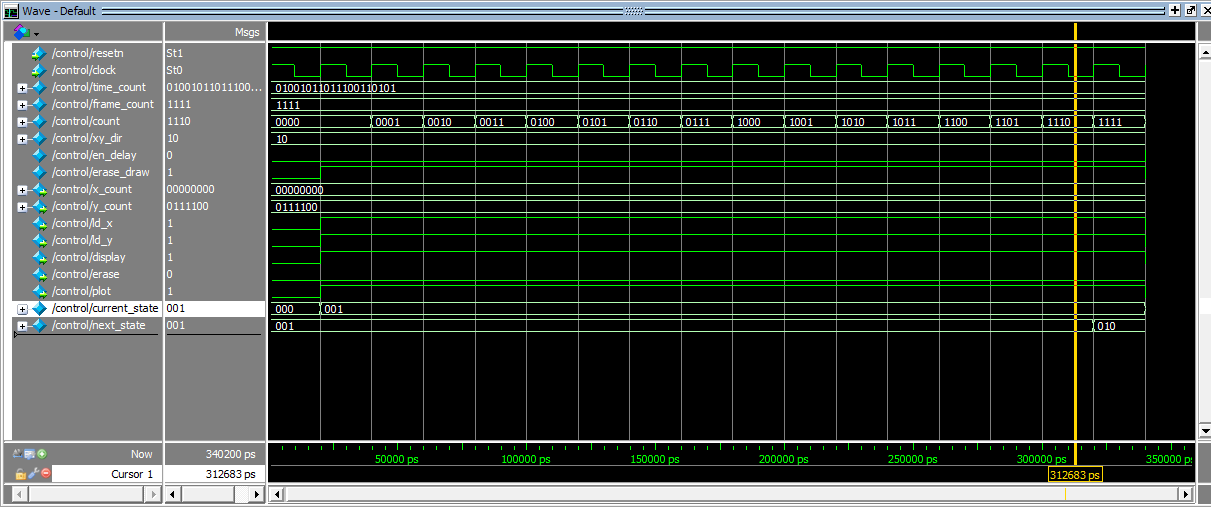 Wave - Default
Msgs
/control/resetn St1
/control/clock St0
/control/time_count 01001011011100... 01001011011100110101
/control/frame_count 1111 1111
/control/count 1110 0000 0001 0010 0011 0100 0101 0110 0111 1000 1001 1010 1011 1100 1101 1110 1111
/control/xy_dir 10 10
/control/en_delay 0
/control/erase_draw 1
/control/x_count 00000000 00000000
/control/y_count 0111100 0111100
/control/ld_x 1
/control/ld_y 1
/control/display 1
/control/erase 0
/control/plot 1
/control/current_state 001 000 001
/control/next_state 001 001 010
Now 340200 ps 50000 ps 100000 ps 150000 ps 200000 ps 250000 ps 300000 ps 350000 ps
Cursor 1 312683 ps 312683 ps